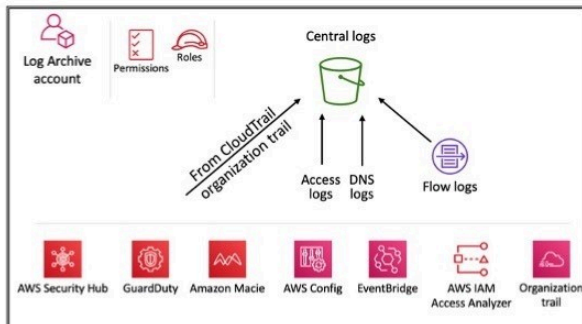 Log Archive
account
Permissions
Roles
Central logs
From CloudTrail
organization trail
Access
logs
DNS
logs
Flow logs
AWS Security Hub
GuardDuty
Amazon Macie
AWS Config
EventBridge
AWS IAM
Access Analyzer
Organization
trail